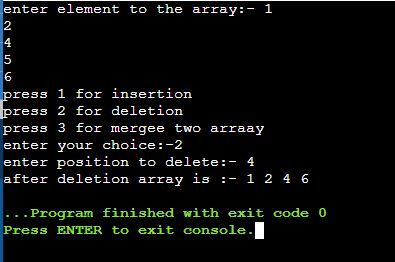 enter element to the array:- 1
2
4
5
6
press 1 for insertion
press 2 for deletion
press 3 for mergee two arraay
enter your choice:-2
enter position to delete:- 4
after deletion array is :- 1 2 4 6
...Program finished with exit code 0
Press ENTER to exit console.